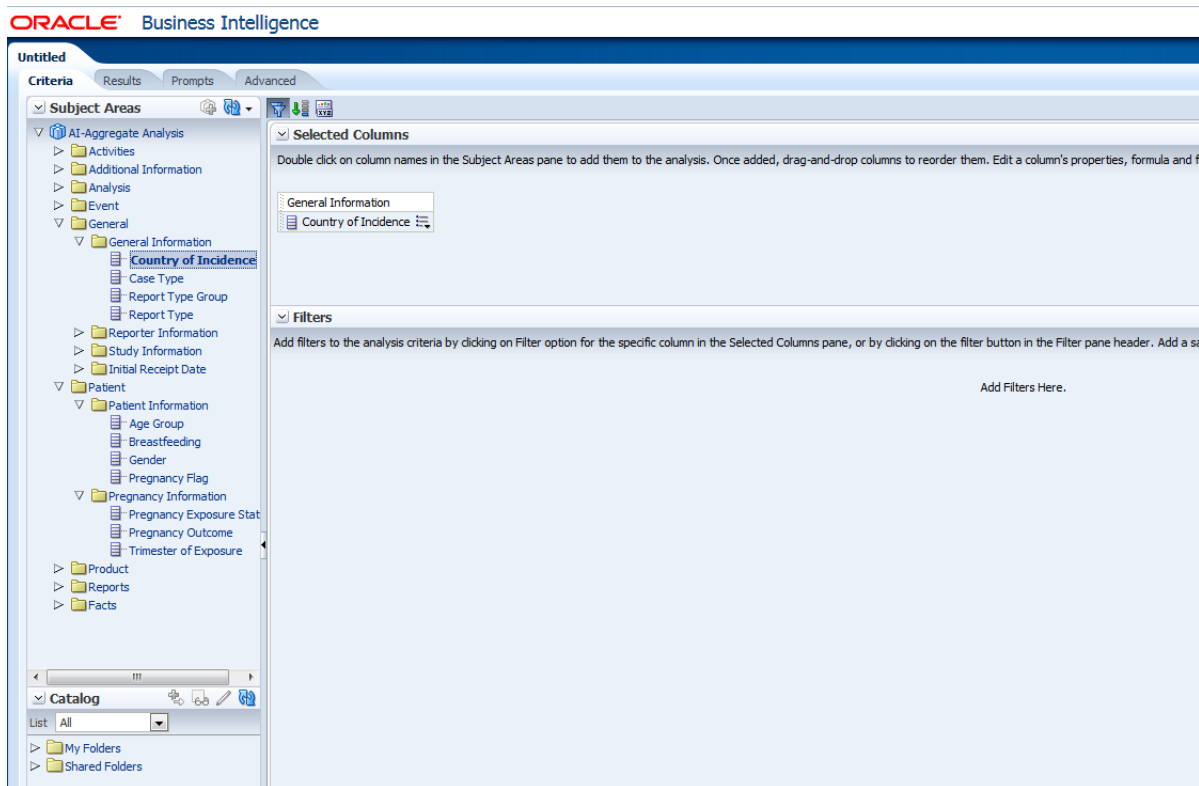 ORACLE Business Intelligence
Untitled
Criteria Results Prompts Advanced
Subject Areas
AI-Aggregate Analysis
Activities
Additional Information
Analysis
Event
General
General Information
Country of Incidence
Case Type
Report Type Group
Report Type
Reporter Information
Study Information
Initial Receipt Date
Patient
Patient Information
Age Group
Breastfeeding
Gender
Pregnancy Flag
Pregnancy Information
Pregnancy Exposure Stat
Pregnancy Outcome
Trimester of Exposure
Product
Reports
Facts
Catalog
List All
My Folders
Shared Folders
XYZ
Selected Columns
Double click on column names in the Subject Areas pane to add them to the analysis. Once added, drag-and-drop columns to reorder them. Edit a column's properties, formula and f
General Information
Country of Incidence
Filters
Add filters to the analysis criteria by clicking on Filter option for the specific column in the Selected Columns pane, or by clicking on the filter button in the Filter pane header. Add a sa
Add Filters Here.